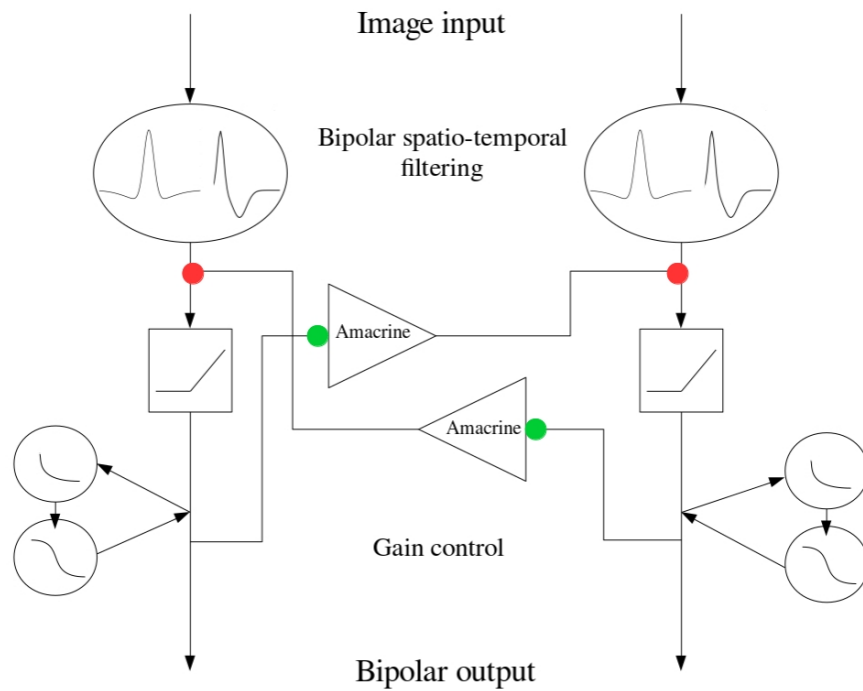 Image input
Bipolar spatio-temporal
filtering
Amacrine
Amacrine
Gain control
Bipolar output